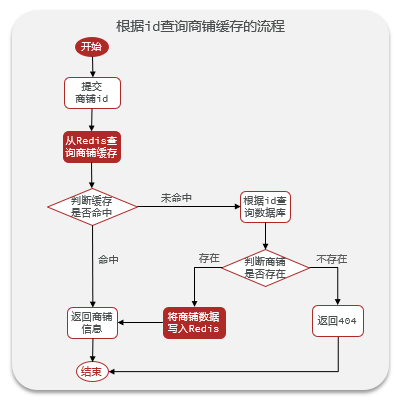 根据id查询商铺缓存的流程
开始
提交
商铺id
从Redis查
询商铺缓存
判断缓存
是否命中
未命中
根据id查
询数据库
命中
判断商铺
是否存在
存在
不存在
返回商铺
信息
将商铺数据
写入Redis
返回404
结束